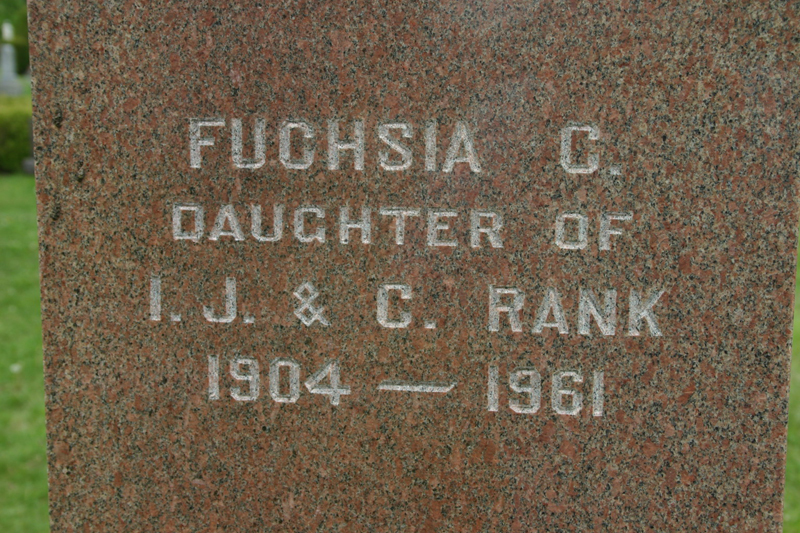 FUCHSIA C.
DAUGHTER OF
I. J. & C. RANK
1904 — 1961